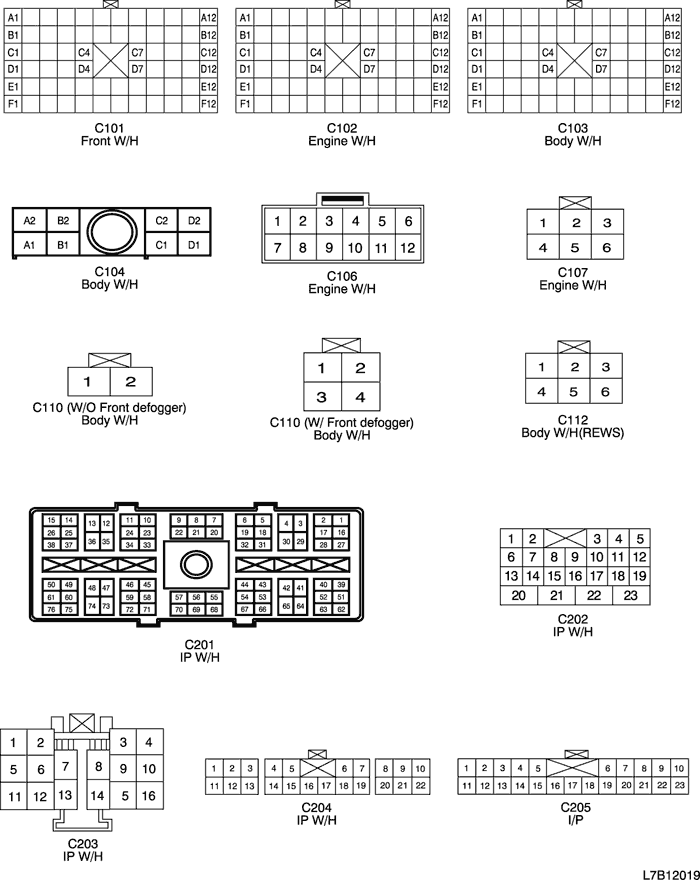 A1 A12 A1 A12 A1 A12
B1 B12 B1 B12 B1 B12
C1 C4 C7 C12 C1 C4 C7 C12 C1 C4 C7 C12
D1 D4 D7 D12 D1 D4 D7 D12 D1 D4 D7 D12
E1 E12 E1 E12 E1 E12
F1 F12 F1 F12 F1 F12
C101
Front W/H
C102
Engine W/H
C103
Body W/H
A2 B2 C2 D2
A1 B1 C1 D1
C104
Body W/H
1 2 3 4 5 6
7 8 9 10 11 12
C106
Engine W/H
1 2 3
4 5 6
C107
Engine W/H
1 2
C110 (W/O Front defogger)
Body W/H
1 2
3 4
C110 (W/ Front defogger)
Body W/H
1 2 3
4 5 6
C112
Body W/H(REWS)
15 14 13 12 11 10 9 8 7 6 5 4 3 2 1
26 25 24 23 22 21 20 19 18 17 16
38 37 36 35 34 33 32 31 30 29 28 27
50 49 48 47 46 45 44 43 42 41 40 39
61 60 59 58 57 56 55 54 53 52 51
76 75 74 73 72 71 70 69 68 67 66 65 64 63 62
C201
IP W/H
1 2 3 4 5
6 7 8 9 10 11 12
13 14 15 16 17 18 19
20 21 22 23
C202
IP W/H
1 2 3 4
5 6 7 8 9 10
11 12 13 14 5 16
C203
IP W/H
1 2 3 4 5 6 7 8 9 10
11 12 13 14 15 16 17 18 19 20 21 22
C204
IP W/H
1 2 3 4 5 6 7 8 9 10
11 12 13 14 15 16 17 18 19 20 21 22 23
C205
I/P
L7B12019